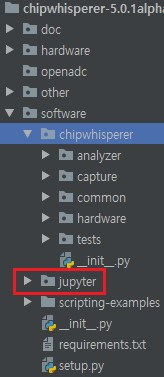 chipwhisperer-5.0.1alpha
doc
hardware
openadc
other
software
chipwhisperer
analyzer
capture
common
hardware
tests
__init__.py
jupyter
scripting-examples
__init__.py
requirements.txt
setup.py